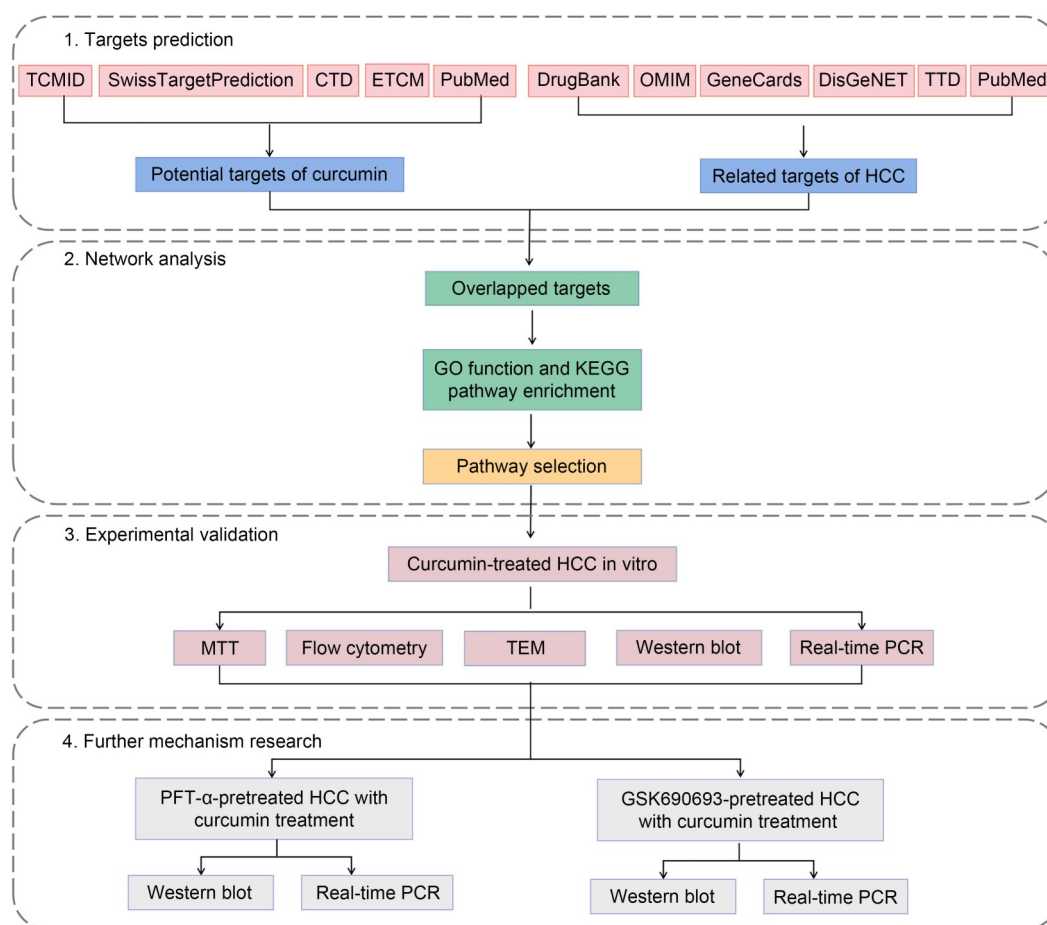 1. Targets prediction
TCMID SwissTargetPrediction CTD ETCM PubMed DrugBank OMIM GeneCards DisGeNET TTD PubMed
Potential targets of curcumin
Related targets of HCC
2. Network analysis
Overlapped targets
GO function and KEGG
pathway enrichment
Pathway selection
3. Experimental validation
Curcumin-treated HCC in vitro
MTT Flow cytometry TEM Western blot Real-time PCR
4. Further mechanism research
PFT-α-pretreated HCC with
curcumin treatment
GSK690693-pretreated HCC
with curcumin treatment
Western blot Real-time PCR
Western blot Real-time PCR